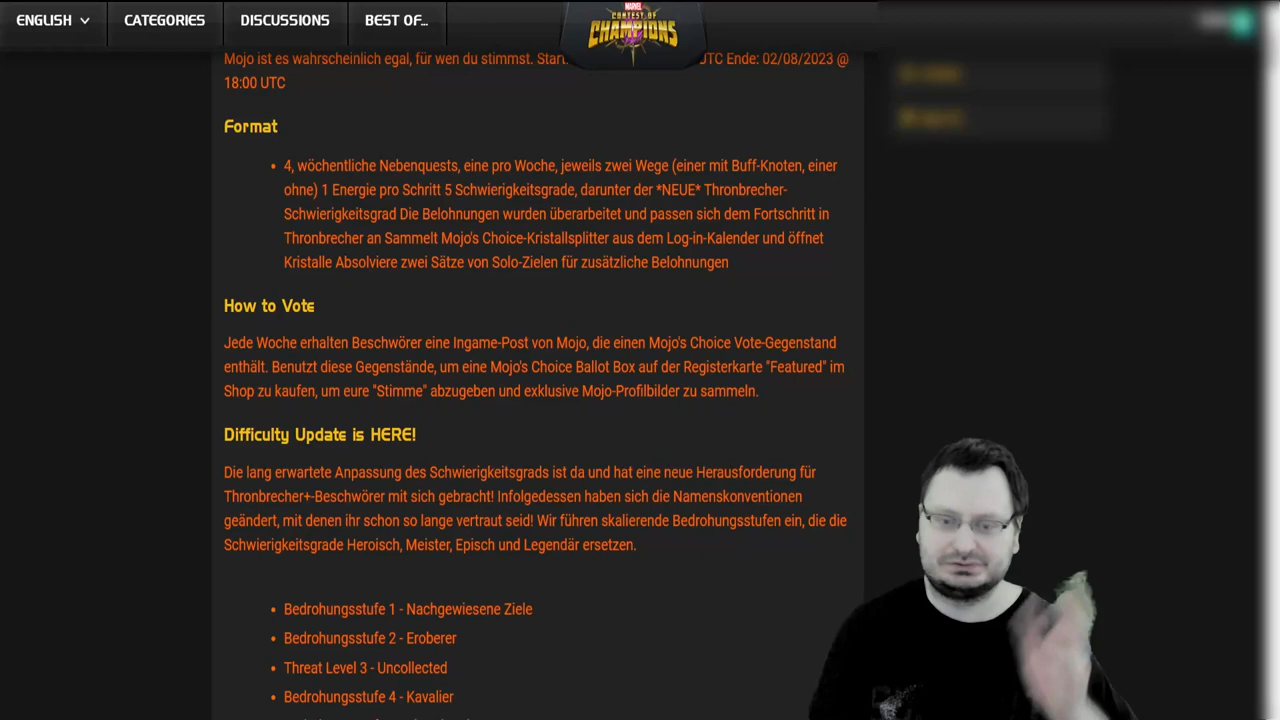 ENGLISH CATEGORIES DISCUSSIONS BEST OF...
MARVEL
CONTEST OF
CHAMPIONS
Mojo ist es wahrscheinlich egal, für wen du stimmst. Start: UTC Ende: 02/08/2023 @
18:00 UTC
Format
• 4, wöchentliche Nebenquests, eine pro Woche, jeweils zwei Wege (einer mit Buff-Knoten, einer
ohne) 1 Energie pro Schritt 5 Schwierigkeitsgrade, darunter der *NEUE* Thronbrecher-
Schwierigkeitsgrad Die Belohnungen wurden überarbeitet und passen sich dem Fortschritt in
Thronbrecher an Sammelt Mojo's Choice-Kristallsplitter aus dem Log-in-Kalender und öffnet
Kristalle Absolviere zwei Sätze von Solo-Zielen für zusätzliche Belohnungen
How to Vote
Jede Woche erhalten Beschwörer eine Ingame-Post von Mojo, die einen Mojo's Choice Vote-Gegenstand
enthält. Benutzt diese Gegenstände, um eine Mojo's Choice Ballot Box auf der Registerkarte "Featured" im
Shop zu kaufen, um eure "Stimme" abzugeben und exklusive Mojo-Profilbilder zu sammeln.
Difficulty Update is HERE!
Die lang erwartete Anpassung des Schwierigkeitsgrads ist da und hat eine neue Herausforderung für
Thronbrecher+-Beschwörer mit sich gebracht! Infolgedessen haben sich die Namenskonventionen
geändert, mit denen ihr schon so lange vertraut seid! Wir führen skalierende Bedrohungsstufen ein, die die
Schwierigkeitsgrade Heroisch, Meister, Episch und Legendär ersetzen.
• Bedrohungsstufe 1 - Nachgewiesene Ziele
• Bedrohungsstufe 2 - Eroberer
• Threat Level 3 - Uncollected
• Bedrohungsstufe 4 - Kavalier